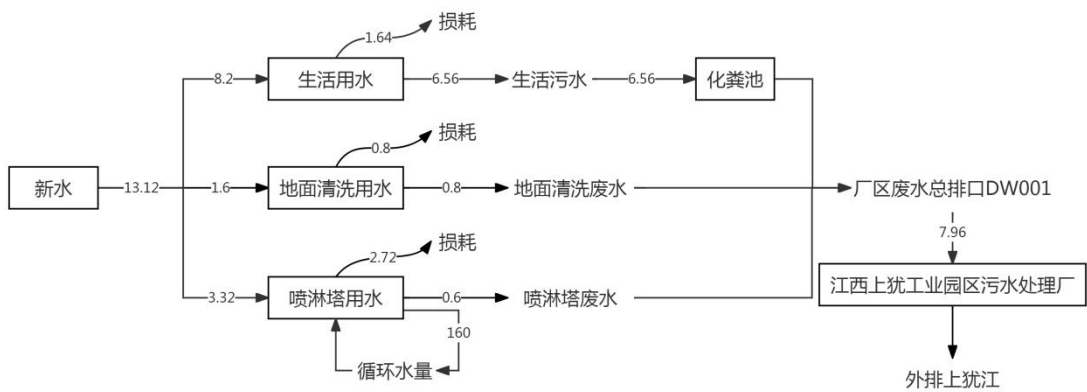 损耗
1.64
8.2
生活用水
6.56
生活污水
6.56
化粪池
损耗
0.8
新水
13.12
1.6
地面清洗用水
0.8
地面清洗废水
厂区废水总排口DW001
7.96
损耗
2.72
3.32
喷淋塔用水
0.6
喷淋塔废水
江西上犹工业园区污水处理厂
160
循环水量
外排上犹江